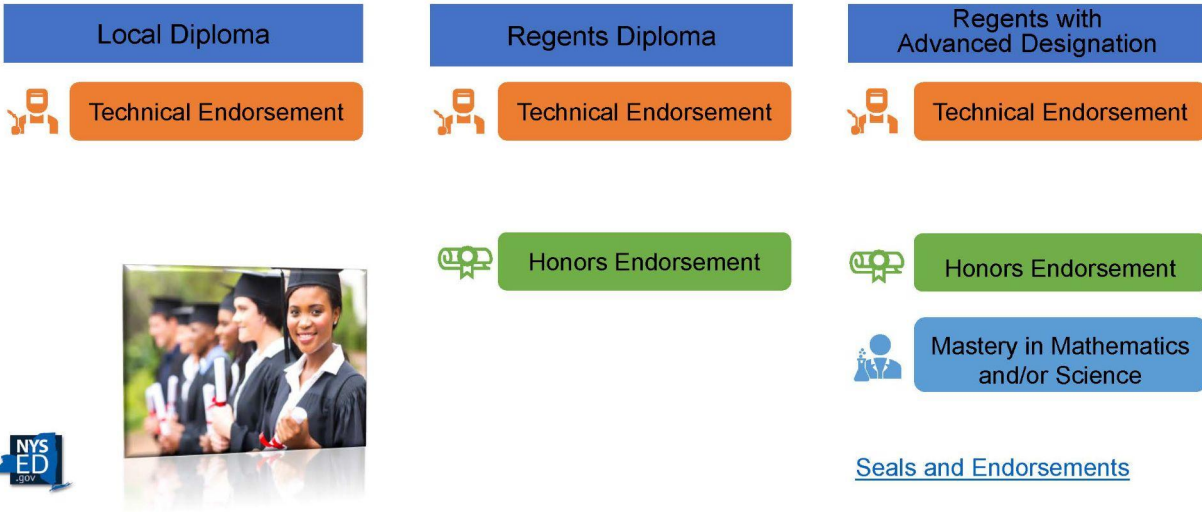 Local Diploma
Technical Endorsement
Regents Diploma
Technical Endorsement
Honors Endorsement
Regents with
Advanced Designation
Technical Endorsement
Honors Endorsement
Mastery in Mathematics
and/or Science
Seals and Endorsements
NYS
ED
.gov